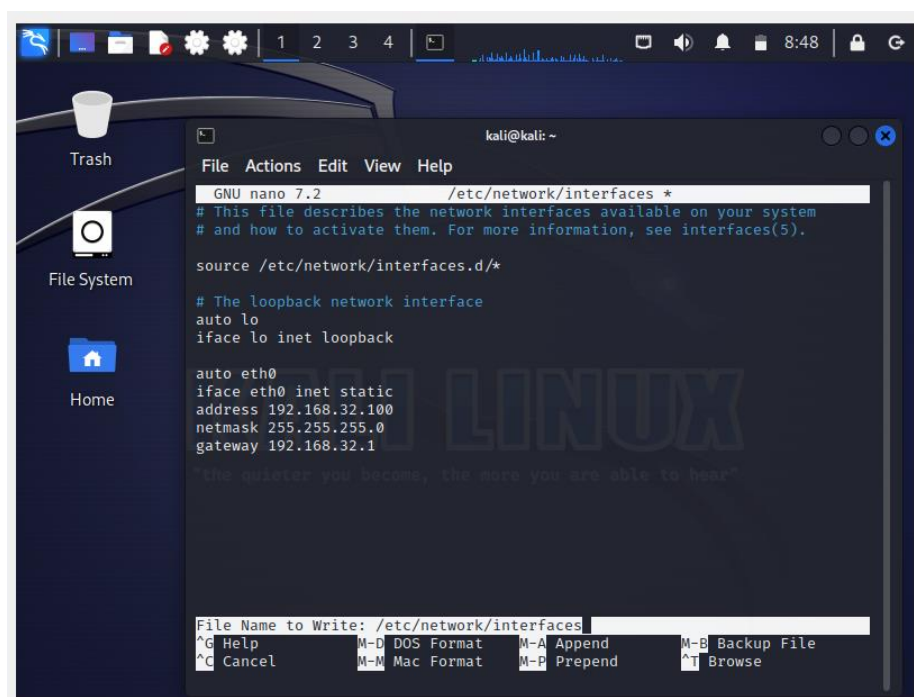 1 2 3 4 8:48
Trash
File System
Home
kali@kali: ~
File Actions Edit View Help
GNU nano 7.2 /etc/network/interfaces *
# This file describes the network interfaces available on your system
# and how to activate them. For more information, see interfaces(5).
source /etc/network/interfaces.d/*
# The loopback network interface
auto lo
iface lo inet loopback
auto eth0
iface eth0 inet static
address 192.168.32.100
netmask 255.255.255.0
gateway 192.168.32.1
KALI LINUX
"the quieter you become, the more you are able to hear"
File Name to Write: /etc/network/interfaces
^G Help M-D DOS Format M-A Append M-B Backup File
^C Cancel M-M Mac Format M-P Prepend ^T Browse